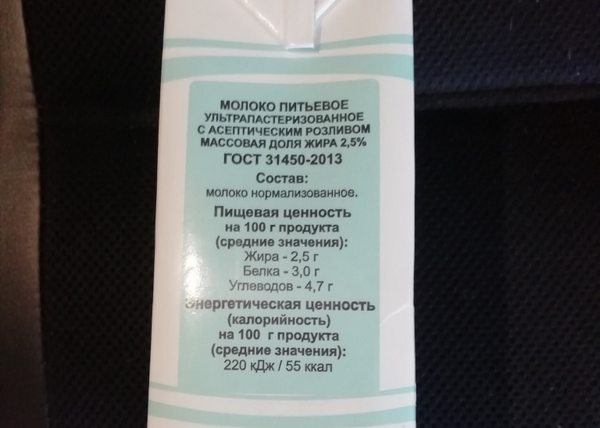 МОЛОКО ПИТЬЕВОЕ
УЛЬТРАПАСТЕРИЗОВАННОЕ
С АСЕПТИЧЕСКИМ РОЗЛИВОМ
МАССОВАЯ ДОЛЯ ЖИРА 2,5%
ГОСТ 31450-2013
Состав:
молоко нормализованное.
Пищевая ценность
на 100 г продукта
(средние значения):
Жира - 2,5 г
Белка - 3,0 г
Углеводов - 4,7 г
Энергетическая ценность
(калорийность)
на 100 г продукта
(средние значения):
220 кДж / 55 ккал